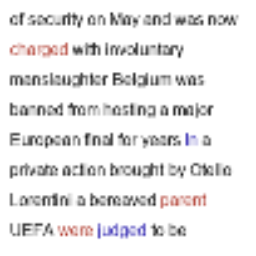 of security on May and was now
charged with involuntary
manslaughter Belgium was
banned from hosting a major
European final for years in a
private action brought by Otello
Lorentini a bereaved parent
UEFA were judged to be